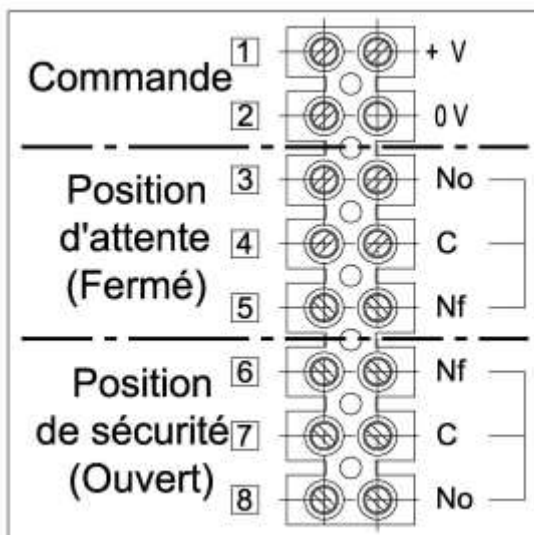 Commande
1 + V
2 0 V
Position
d'attente
(Fermé)
3 No
4 C
5 Nf
Position
de sécurité
(Ouvert)
6 Nf
7 C
8 No